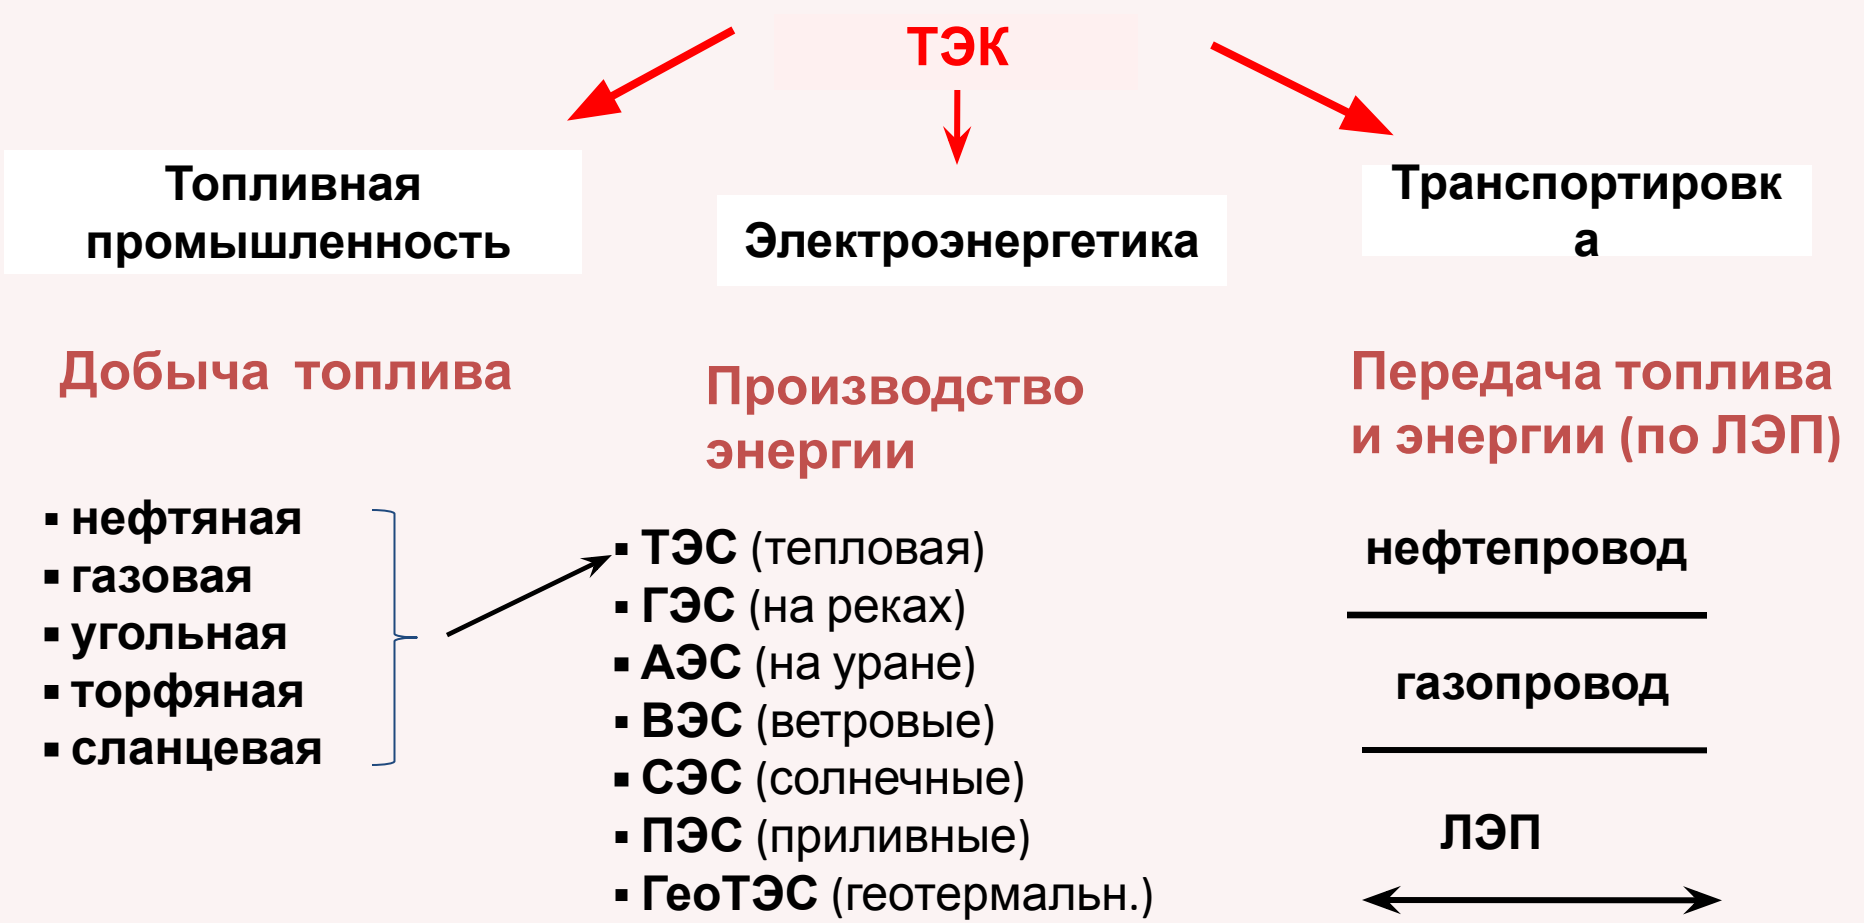 ТЭК
Топливная
промышленность
Электроэнергетика
Транспортировк
а
Добыча топлива
Производство
энергии
Передача топлива
и энергии (по ЛЭП)
▪ нефтяная
▪ газовая
▪ угольная
▪ торфяная
▪ сланцевая
▪ ТЭС (тепловая)
▪ ГЭС (на реках)
▪ АЭС (на уране)
▪ ВЭС (ветровые)
▪ СЭС (солнечные)
▪ ПЭС (приливные)
▪ ГеоТЭС (геотермальн.)
нефтепровод
газопровод
ЛЭП